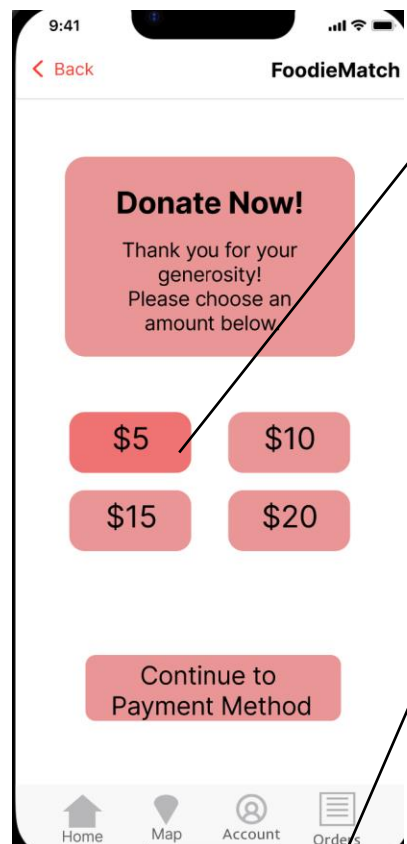 9:41
Back
FoodieMatch
Donate Now!
Thank you for your
generosity!
Please choose an
amount below
$5 $10
$15 $20
Continue to
Payment Method
Home Map Account Orders